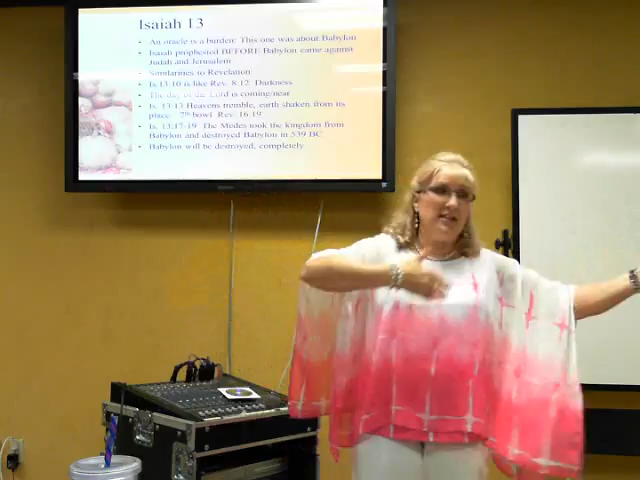 Isaiah 13
• An oracle is a burden: This one was about Babylon
• Isaiah prophesied BEFORE Babylon came against
Judah and Jerusalem
• Similarities to Revelation
• Is 13:10 is like Rev. 8:12 Darkness
• The day of the Lord is coming/near
• Is. 13:13 Heavens tremble, earth shaken from its
place. 7th bowl Rev. 16:19
• Is. 13:17-19 The Medes took the kingdom from
Babylon and destroyed Babylon in 539 BC
• Babylon will be destroyed, completely